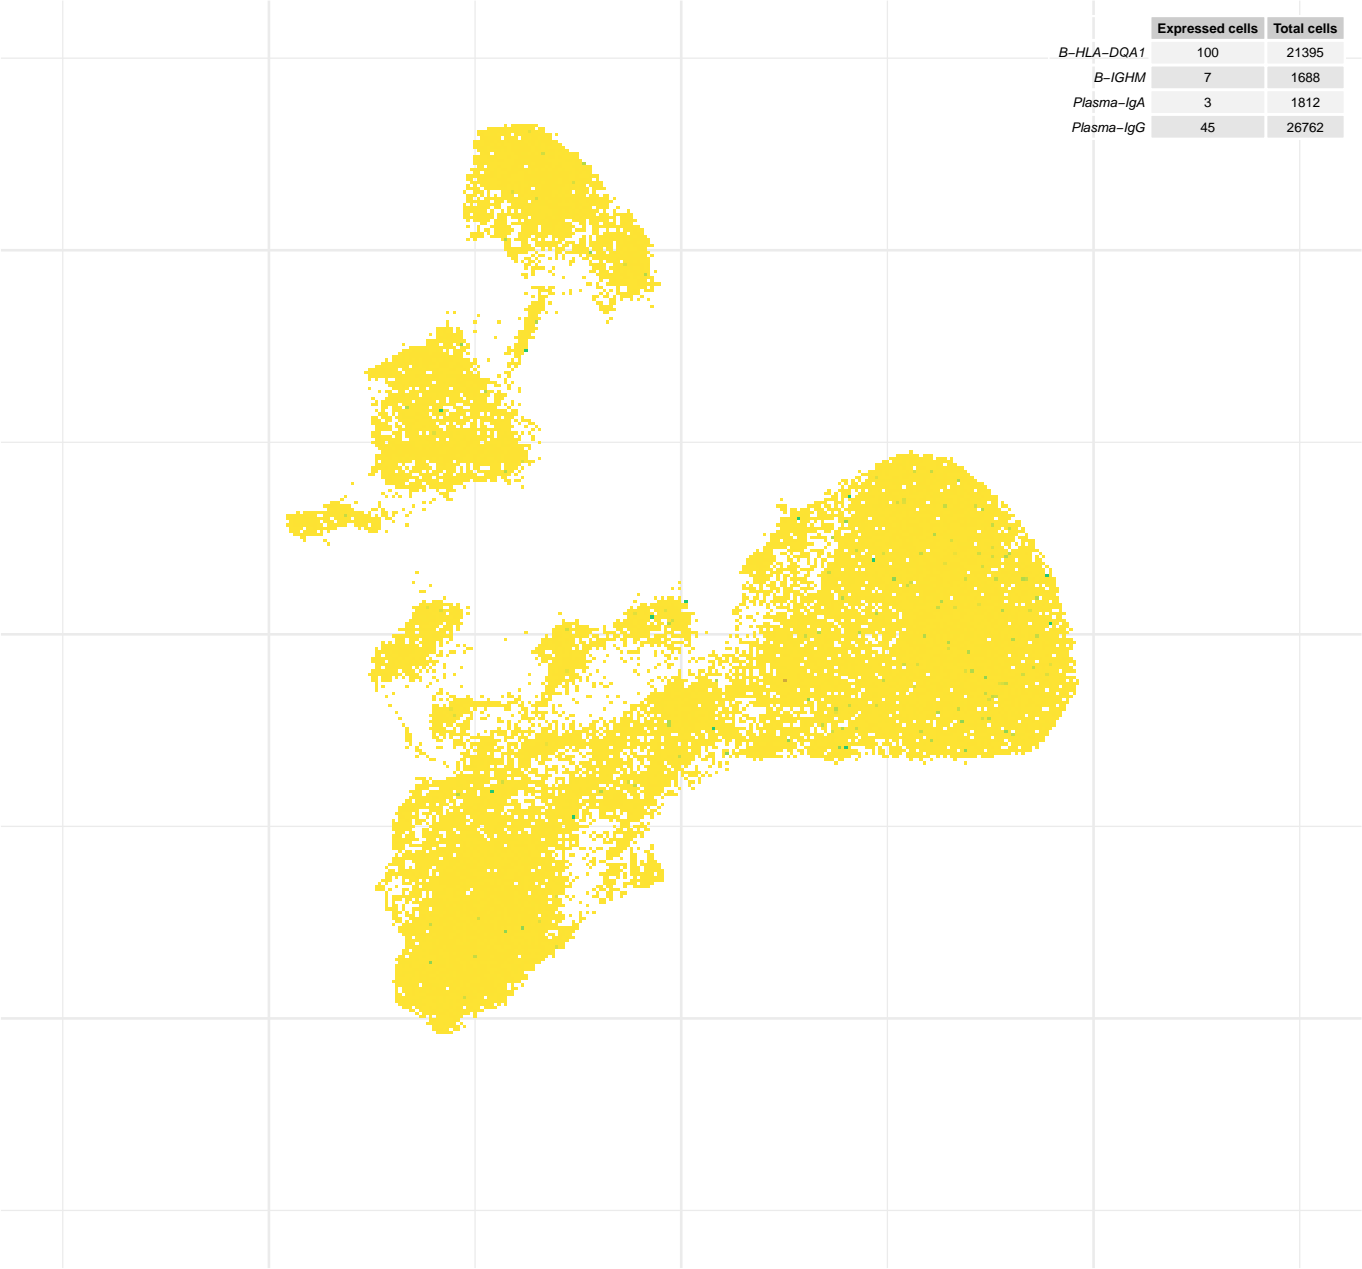 Expressed cells Total cells
B−HLA−DQA1 100 21395
B−IGHM 7 1688
Plasma−IgA 3 1812
Plasma−IgG 45 26762